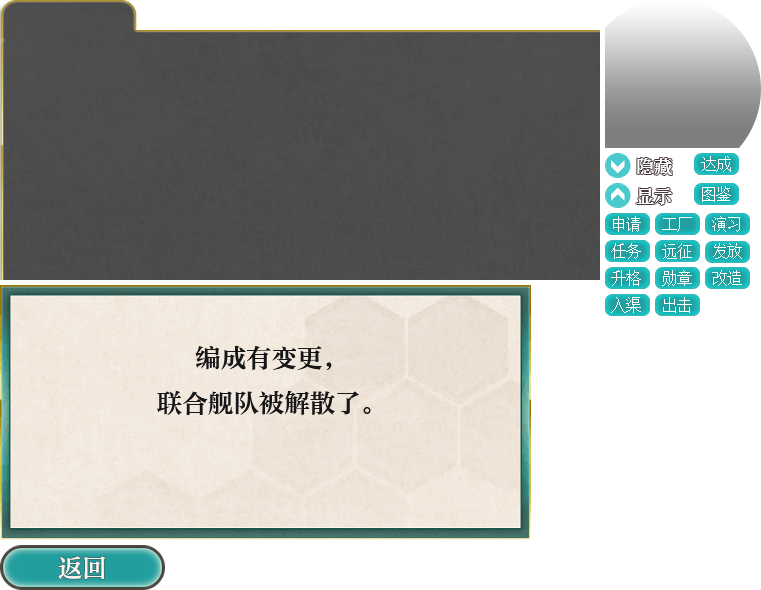 隐藏
达成
显示
图鉴
申请 工厂 演习
任务 远征 发放
升格 勋章 改造
入渠 出击
编成有变更，
联合舰队被解散了。
返回